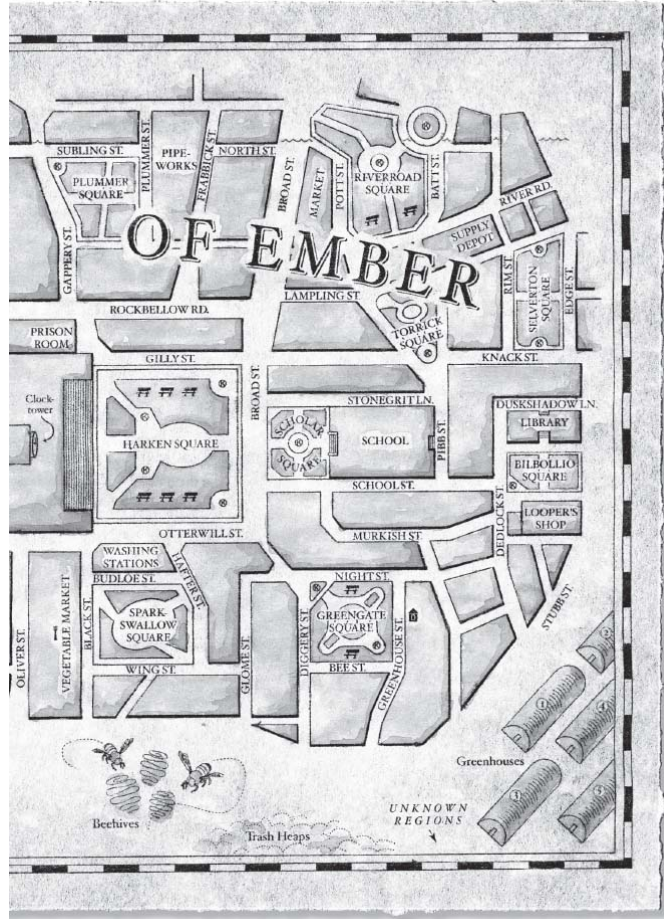 SUBLING ST.
PLUMMER ST.
PIPE-
WORKS
FRABBICK ST.
NORTH ST.
BROAD ST.
MARKET
POTT ST.
RIVERROAD
SQUARE
BATT ST.
PLUMMER
SQUARE
GAPPERY ST.
OF EMBER
RIVER RD.
SUPPLY
DEPOT
RIM ST.
SELVERTON
SQUARE
EDGE ST.
ROCKBELLOW RD.
LAMPLING ST.
TORRICK
SQUARE
PRISON
ROOM
GILLY ST.
KNACK ST.
Clock-
tower
BROAD ST.
STONEGRIT LN.
DUSKSHADOW LN.
LIBRARY
HARKEN SQUARE
SCHOLAR
SQUARE
SCHOOL
PIBB ST.
BILBOLLIO
SQUARE
SCHOOL ST.
DEDLOCK ST.
LOOPER'S
SHOP
OTTERWILL ST.
MURKISH ST.
WASHING
STATIONS
HAFTER ST.
BUDLOE ST.
NIGHT ST.
STUBB ST.
OLIVER ST.
VEGETABLE MARKET
BLACK ST.
SPARK-
SWALLOW
SQUARE
GLOME ST.
DIGGERY ST.
GREENGATE
SQUARE
GREENHOUSE ST.
WING ST.
BEE ST.
2
1
4
3
5
Greenhouses
Beehives
Trash Heaps
UNKNOWN
REGIONS